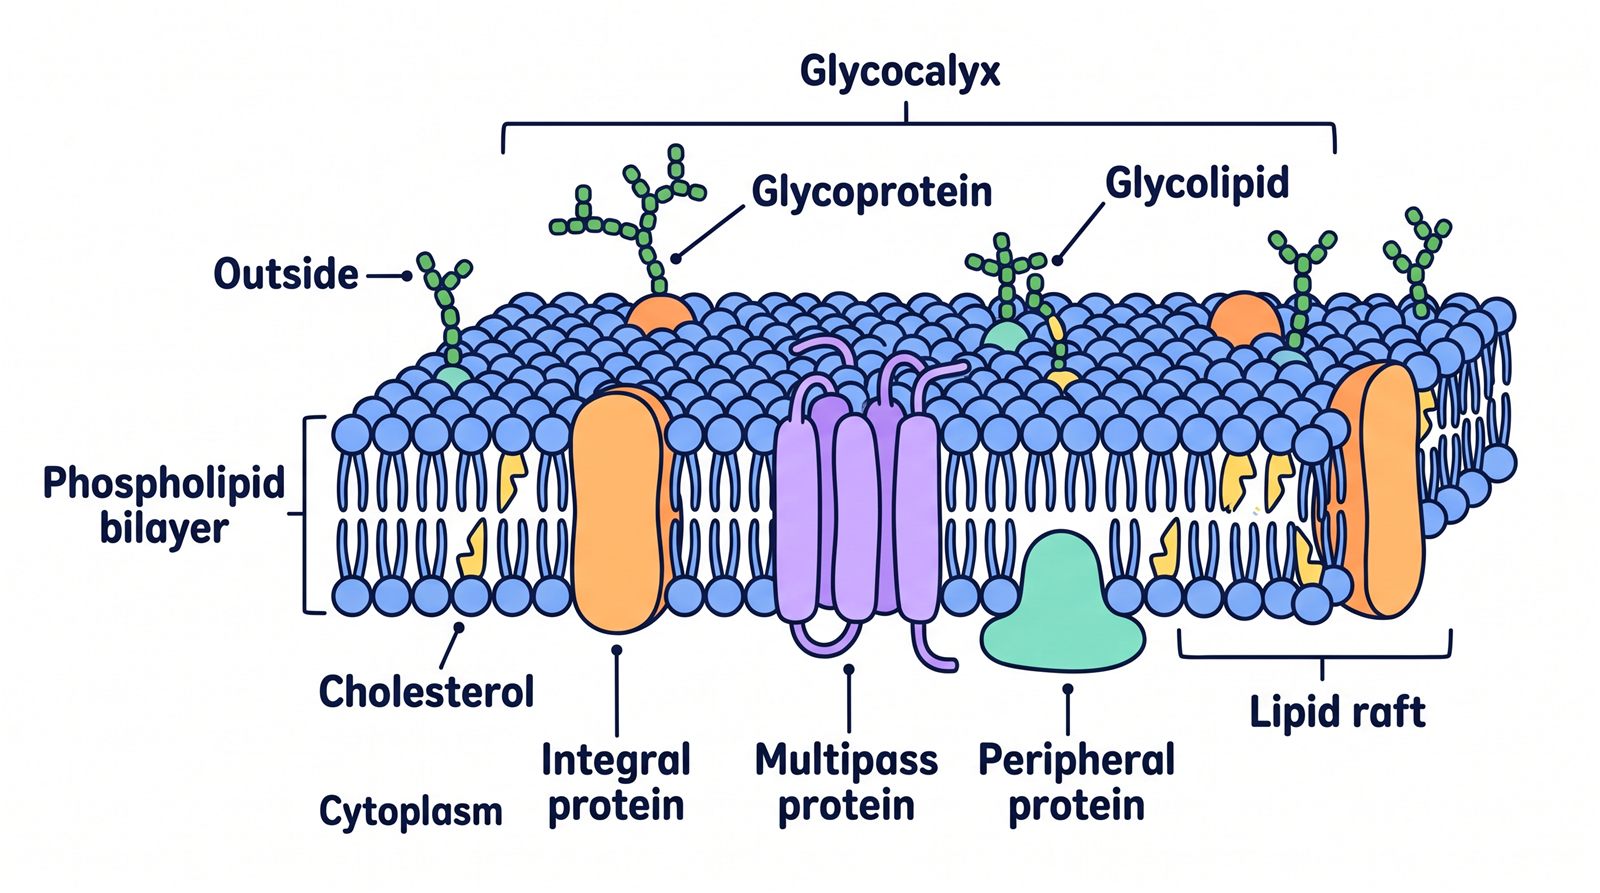 Glycocalyx
Glycoprotein
Glycolipid
Outside
Phospholipid
bilayer
Cholesterol
Lipid raft
Integral
protein
Multipass
protein
Peripheral
protein
Cytoplasm